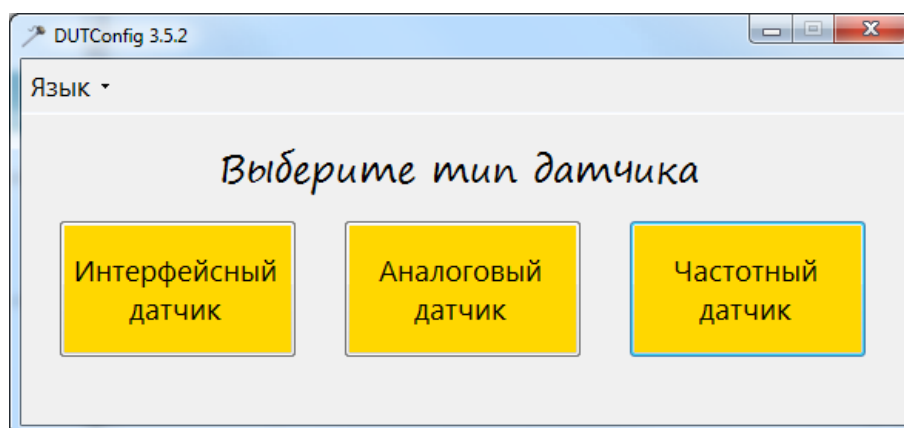 DUTConfig 3.5.2
Язык
Выберите тип датчика
Интерфейсный
датчик
Аналоговый
датчик
Частотный
датчик